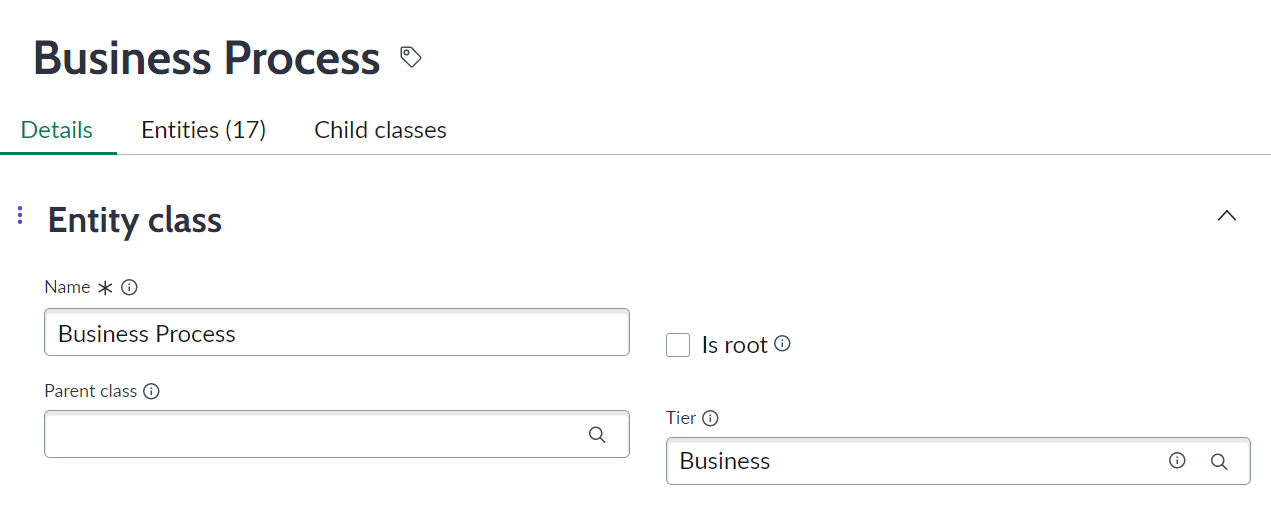 Business Process
Details Entities (17) Child classes
Entity class
Name *
Business Process
Is root
Parent class
Tier
Business